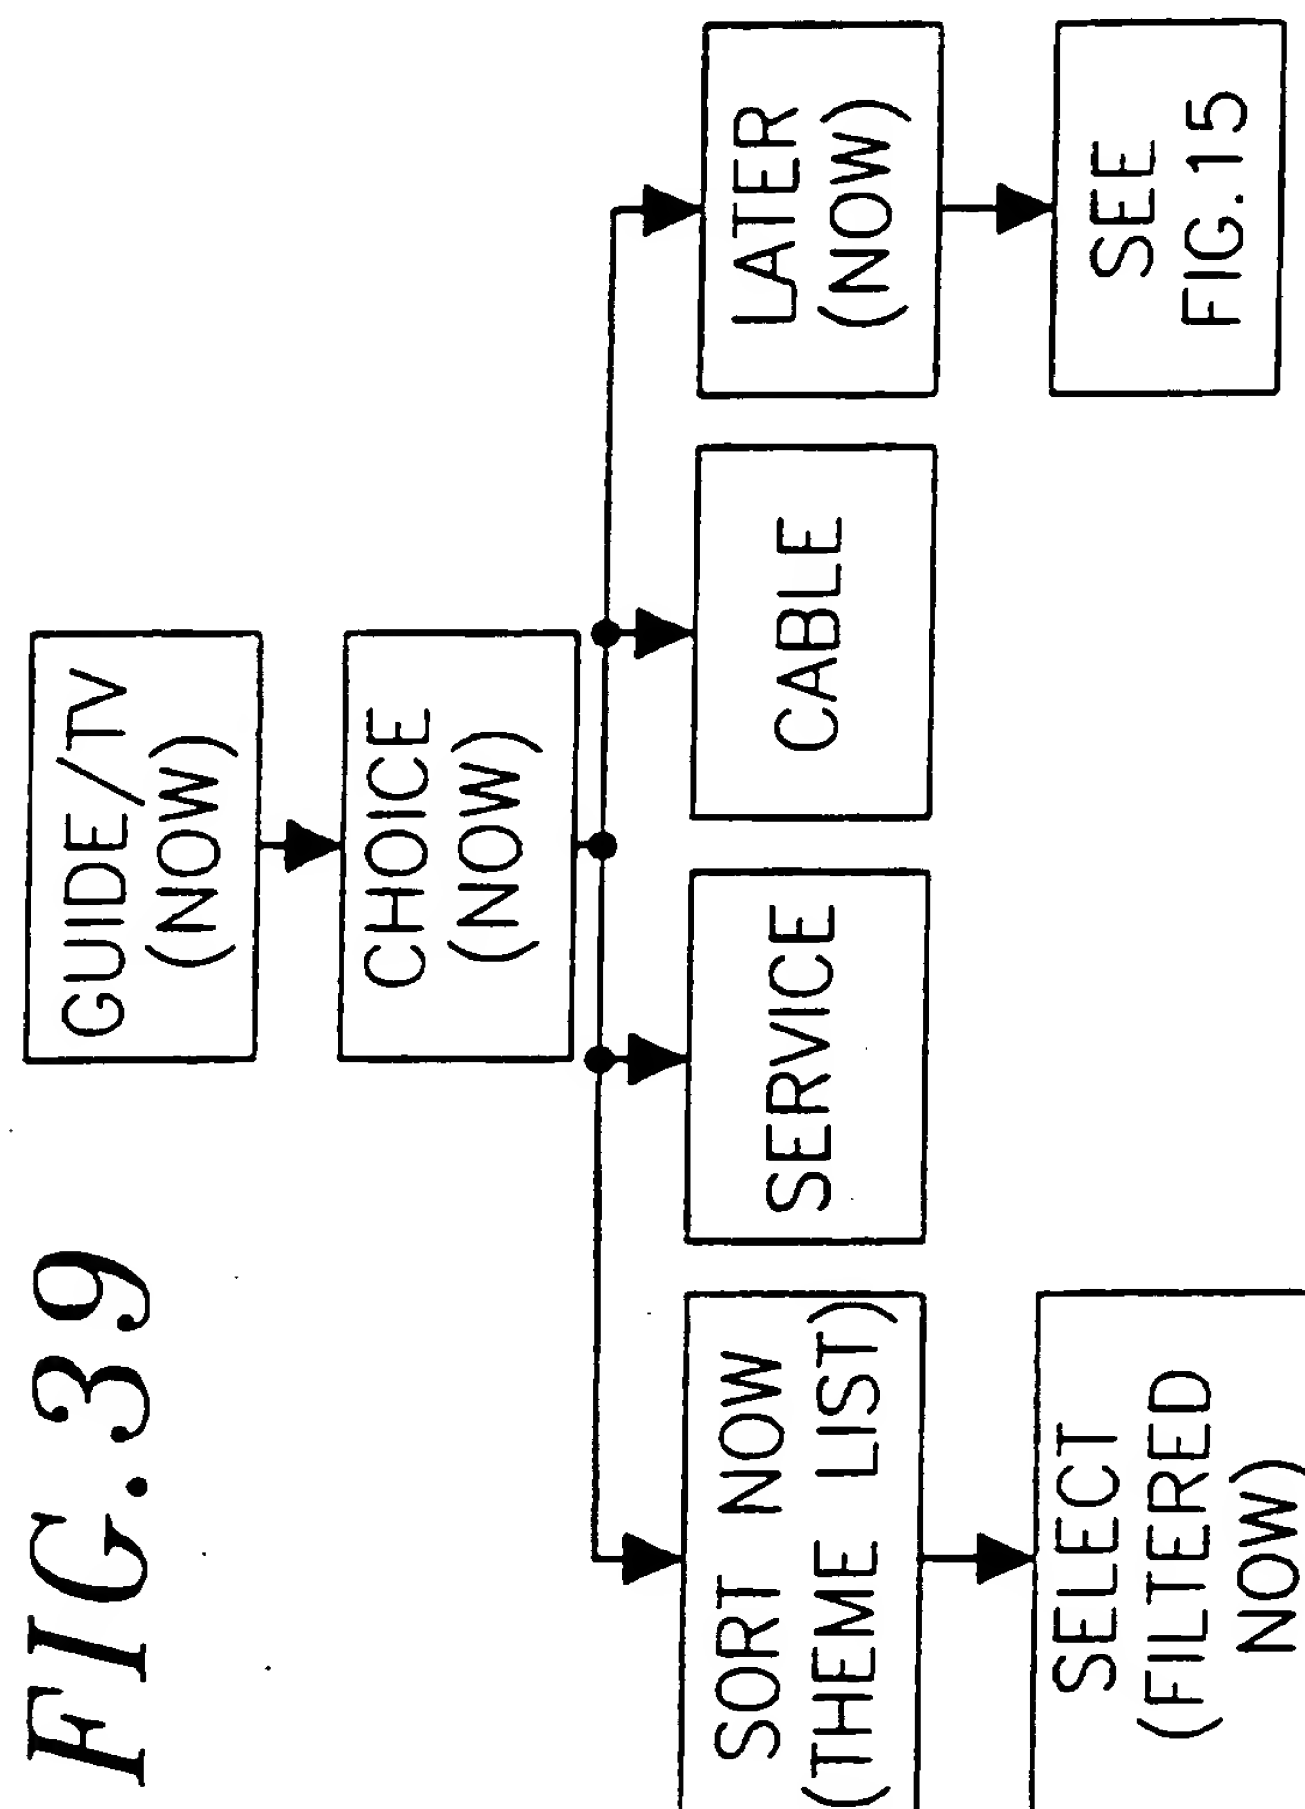 FIG.39
GUIDE/TV
(NOW)
CHOICE
(NOW)
SORT NOW
(THEME LIST)
SERVICE
CABLE
LATER
(NOW)
SELECT
(FILTERED
NOW)
SEE
FIG.15